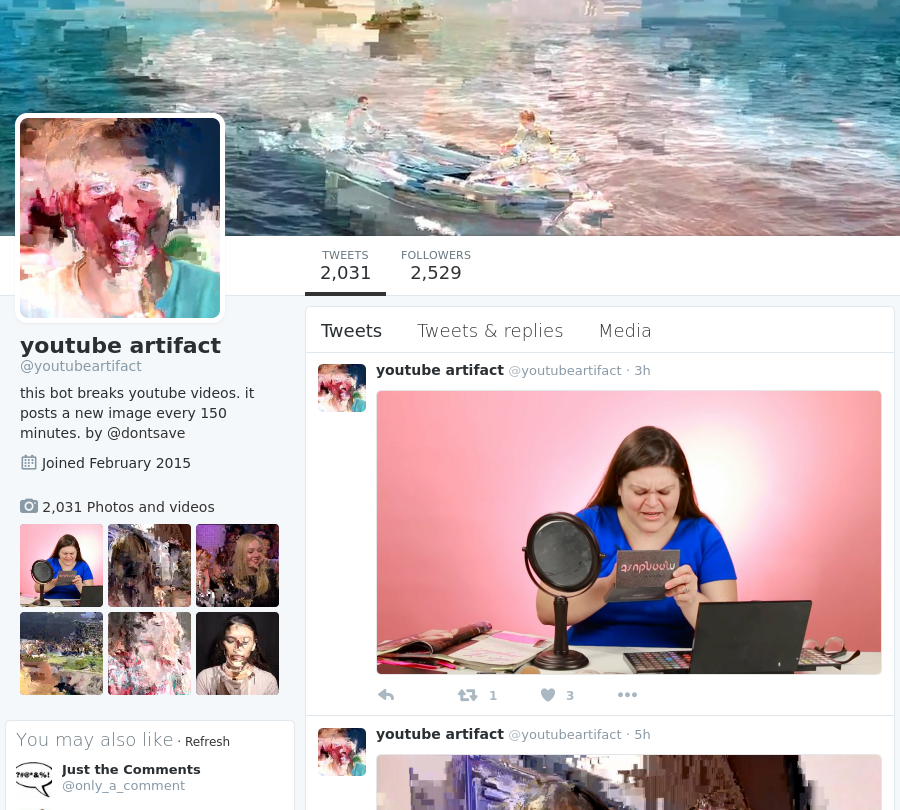 TWEETS
2,031
FOLLOWERS
2,529
youtube artifact
@youtubeartifact
this bot breaks youtube videos. it
posts a new image every 150
minutes. by @dontsave
Joined February 2015
2,031 Photos and videos
You may also like · Refresh
?#@*&%!
Just the Comments
@only_a_comment
Tweets
Tweets & replies
Media
youtube artifact @youtubeartifact · 3h
1
3
youtube artifact @youtubeartifact · 5h